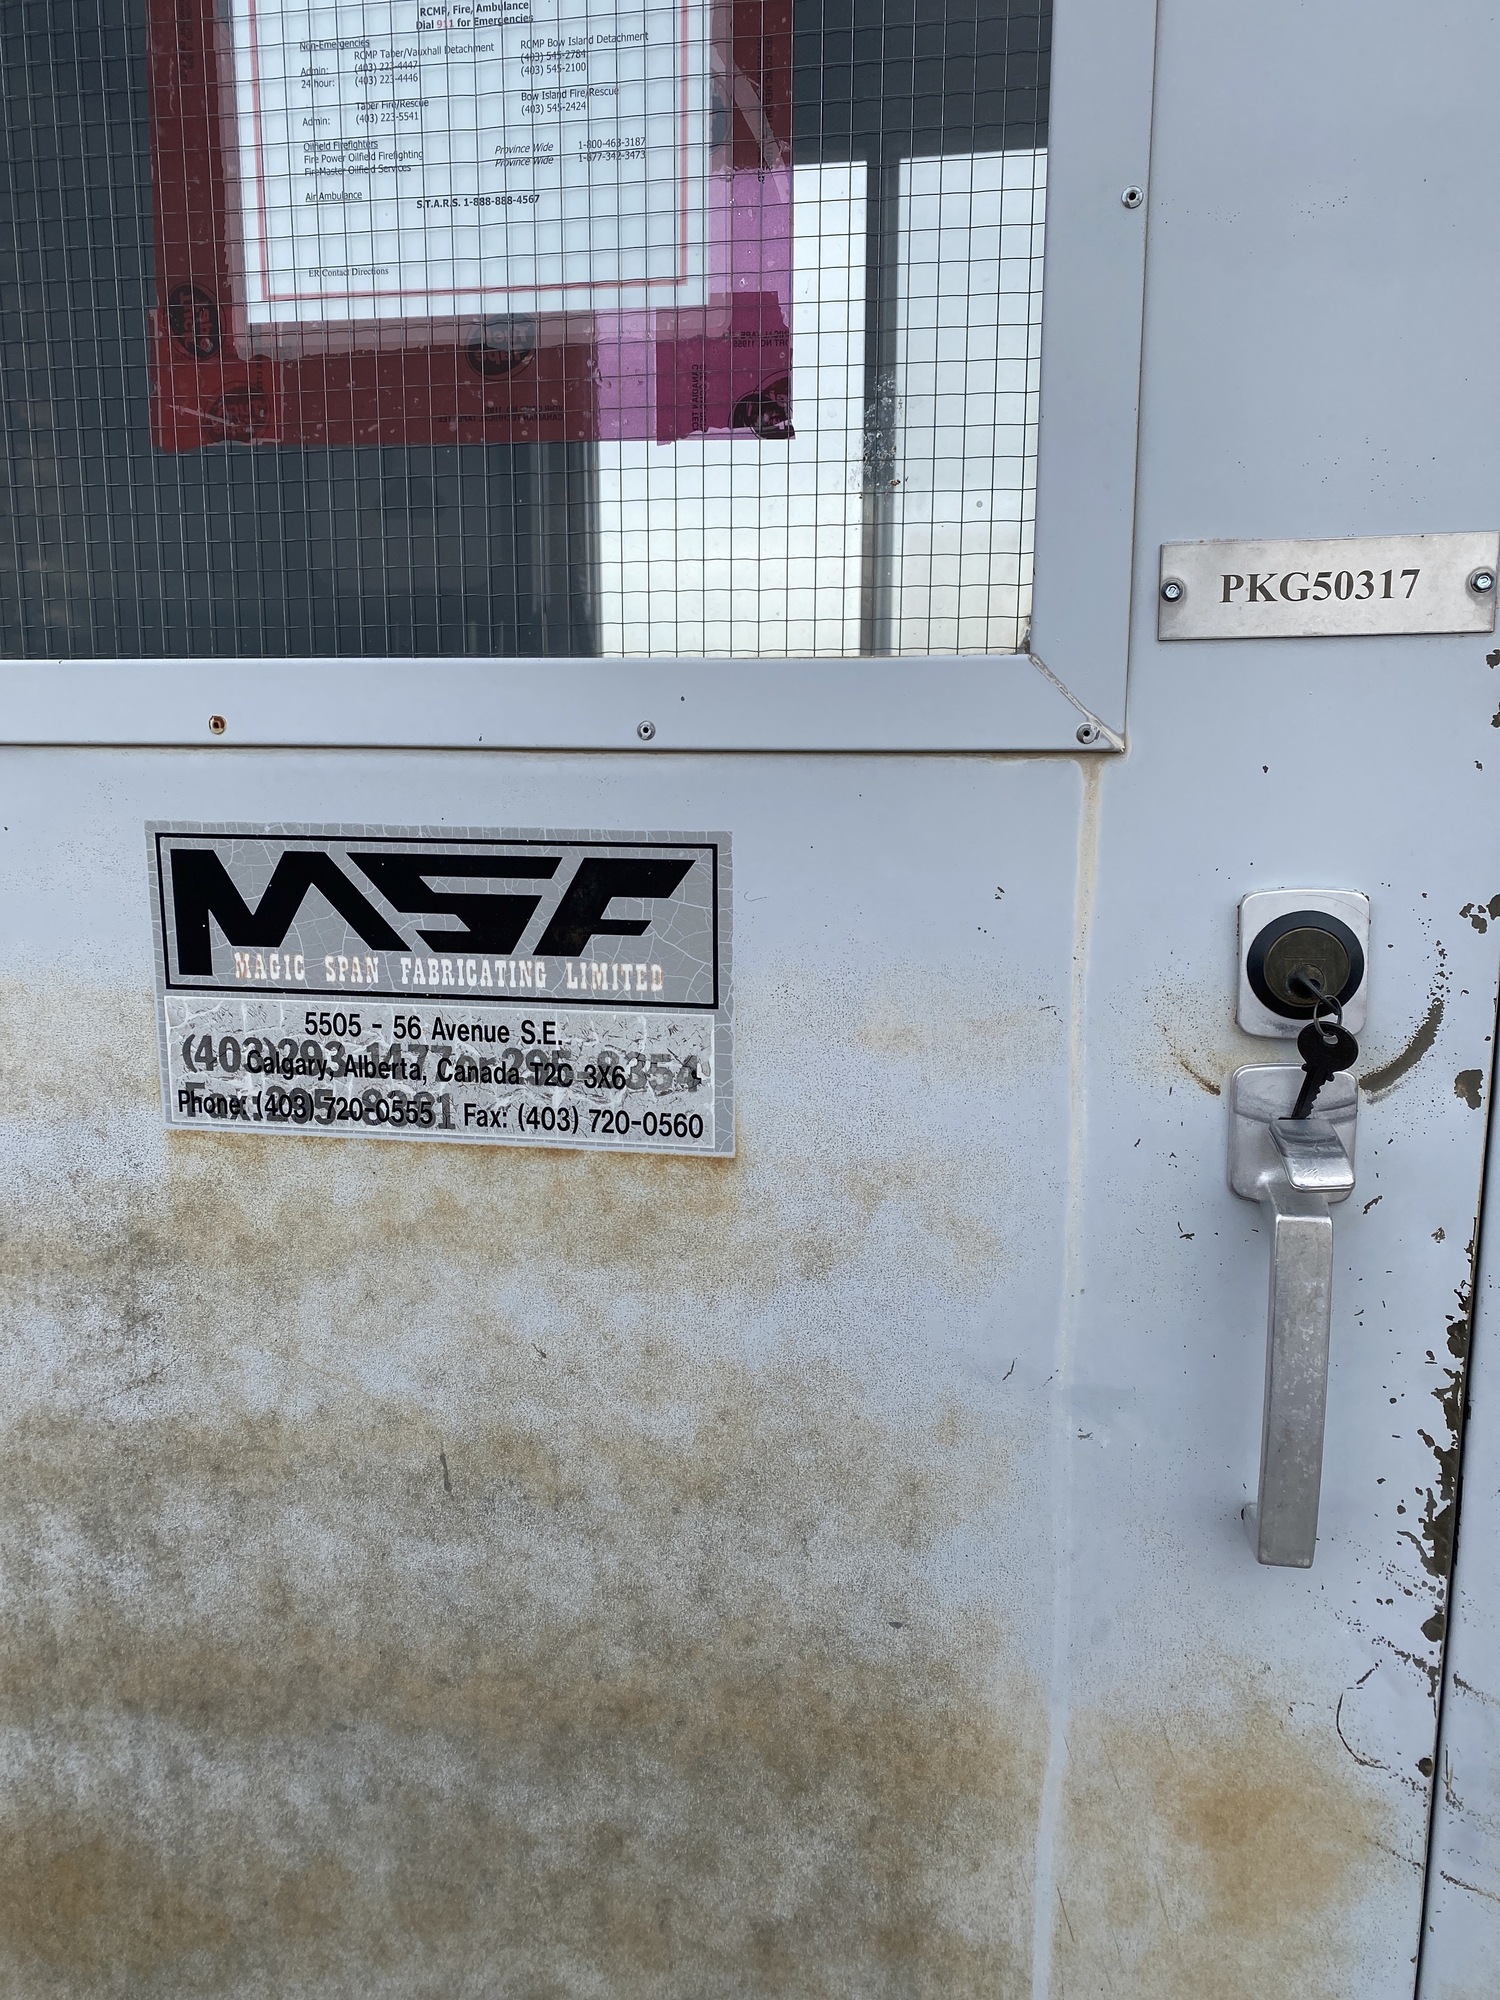 RCMP, Fire, Ambulance
Dial 911 for Emergencies
Non-Emergencies
RCMP Taber/Vauxhall Detachment RCMP Bow Island Detachment
Admin: (403) 223-4447 (403) 545-2784
24 hour: (403) 223-4446 (403) 545-2100
Taber Fire/Rescue Bow Island Fire/Rescue
Admin: (403) 223-5541 (403) 545-2424
Oilfield Firefighters
Fire Power Oilfield Firefighting Province Wide 1-800-463-3187
FireMaster Oilfield Services Province Wide 1-877-342-3473
Air Ambulance S.T.A.R.S. 1-888-888-4567
ER Contact Directions
PKG50317
MSF
MAGIC SPAN FABRICATING LIMITED
5505 - 56 Avenue S.E.
Calgary, Alberta, Canada T2C 3X6
Phone: (403) 720-0555 Fax: (403) 720-0560